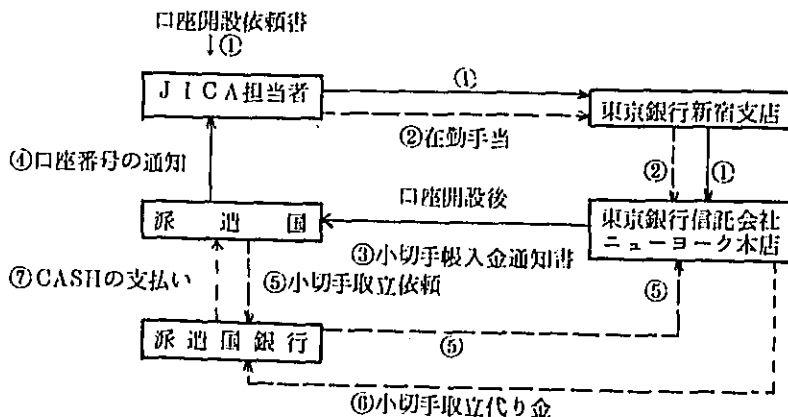 口座開設依頼書
①
JICA担当者
①
東京銀行新宿支店
②在勤手当
④口座番号の通知
②
①
口座開設後
派遣国
東京銀行信託会社
ニューヨーク本店
③小切手帳入金通知書
⑦CASHの支払い
⑤小切手取立依頼
⑤
派遣国銀行
⑤
⑥小切手取立代り金